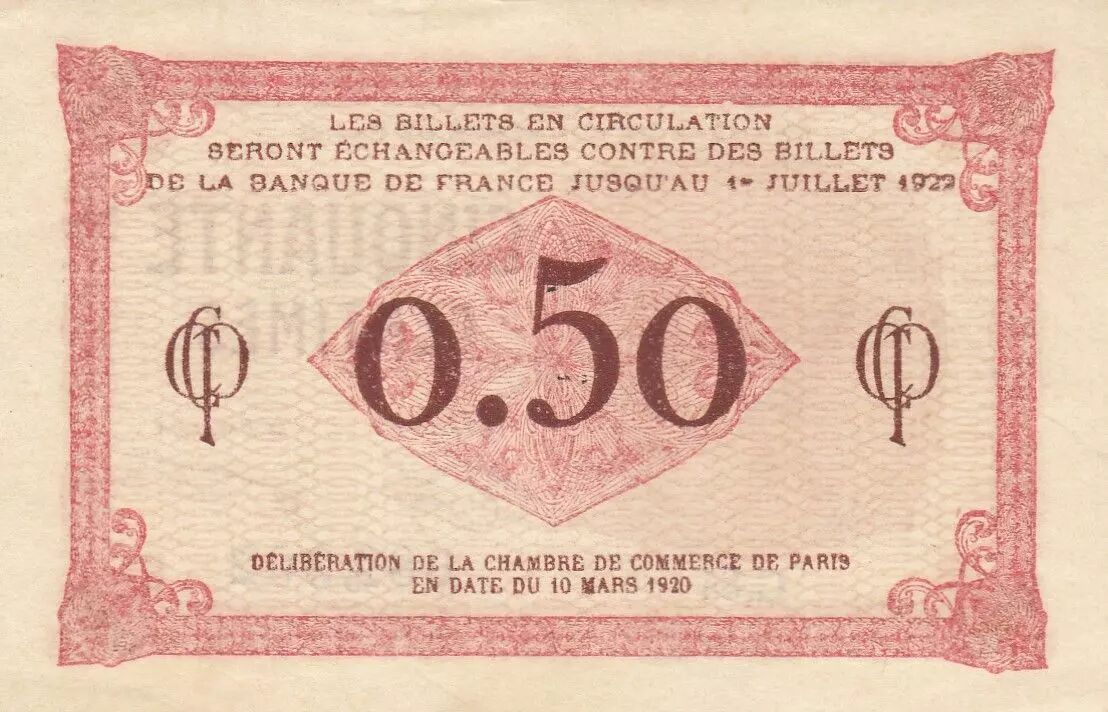 LES BILLETS EN CIRCULATION
SERONT ÉCHANGEABLES CONTRE DES BILLETS
DE LA BANQUE DE FRANCE JUSQU'AU 1er JUILLET 1922
0.50
DÉLIBÉRATION DE LA CHAMBRE DE COMMERCE DE PARIS
EN DATE DU 10 MARS 1920